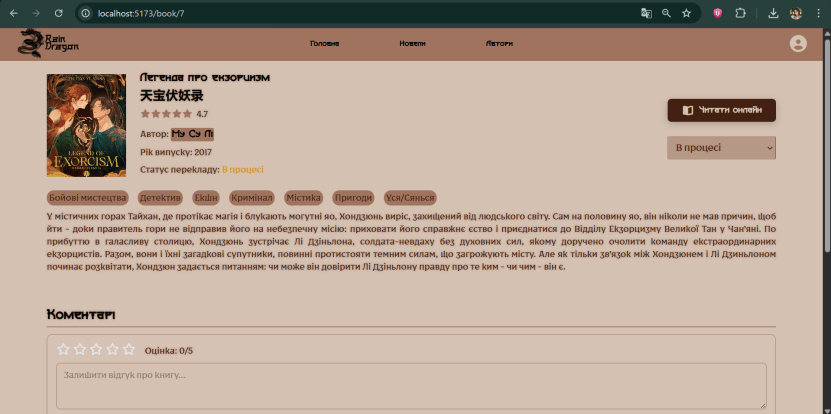 localhost:5173/book/7
Rain Dragon
Головна Новели Автори
Легенда про екзорцизм
天宝伏妖录
4.7
Автор: Му Су Лі
Рік випуску: 2017
Статус перекладу: В процесі
Читати онлайн
В процесі
LEGEND OF
EXORCISM
Бойові мистецтва Детектив Екшн Кримінал Містика Пригоди Уся/Сянься
У містичних горах Тайхан, де протікає магія і блукають могутні яо, Хондзюнь виріс, захищений від людського світу. Сам на половину яо, він ніколи не мав причин, щоб
йти - доки правитель гори не відправив його на небезпечну місію: приховати його справжнє єство і приєднатися до Відділу Екзорцизму Великої Тан у Чан'яні. По
прибуттю в галасливу столицю, Хондзюнь зустрічає Лі Дзіньлона, солдата-невдаху без духовних сил, якому доручено очолити команду екстраординарних
екзорцистів. Разом, вони і їхні загадкові супутники, повинні протистояти темним силам, що загрожують місту. Але як тільки зв'язок між Хондзюнем і Лі Дзиньлоном
починає розквітати, Хондзюн задається питанням: чи може він довірити Лі Дзіньлону правду про те ким - чи чим - він є.
Коментарі
Оцінка: 0/5
Залишити відгук про книгу...